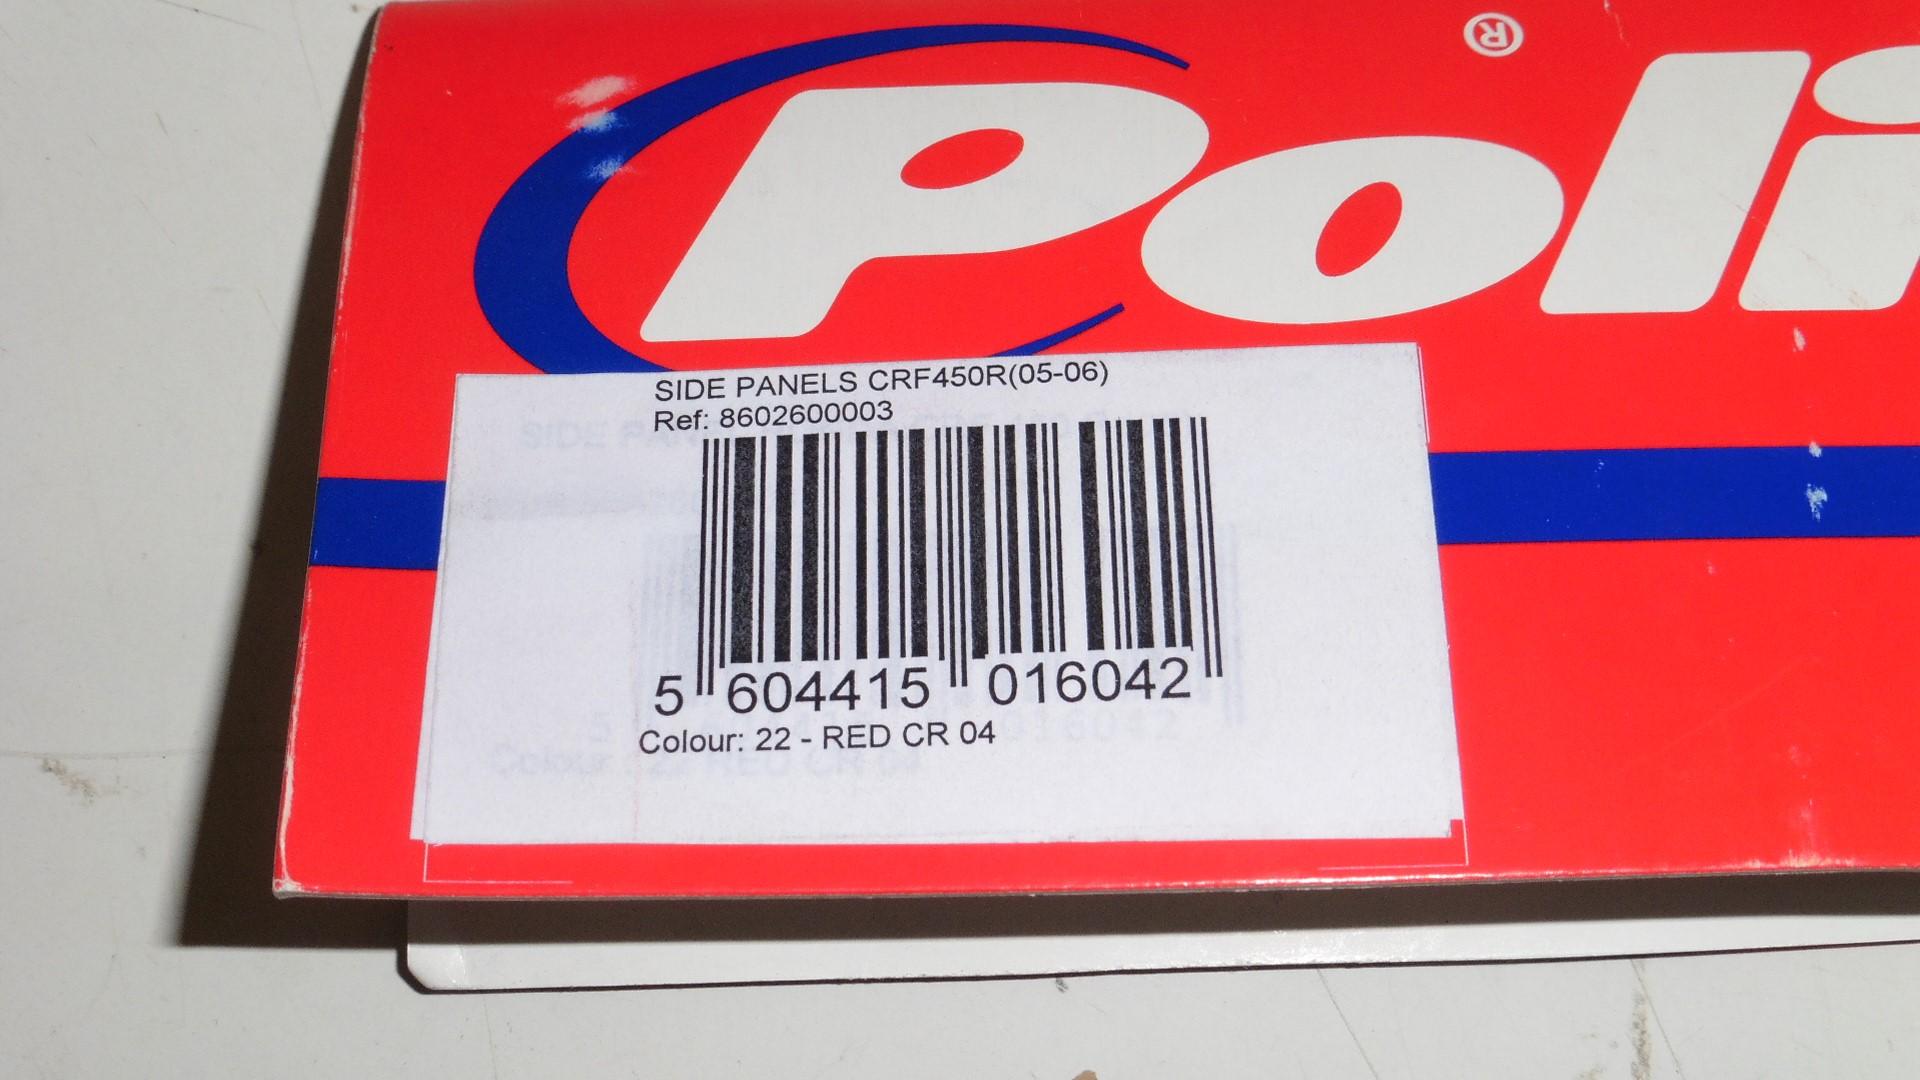 Poli
®
SIDE PANELS CRF450R(05-06)
Ref: 8602600003
5 604415 016042
Colour: 22 - RED CR 04